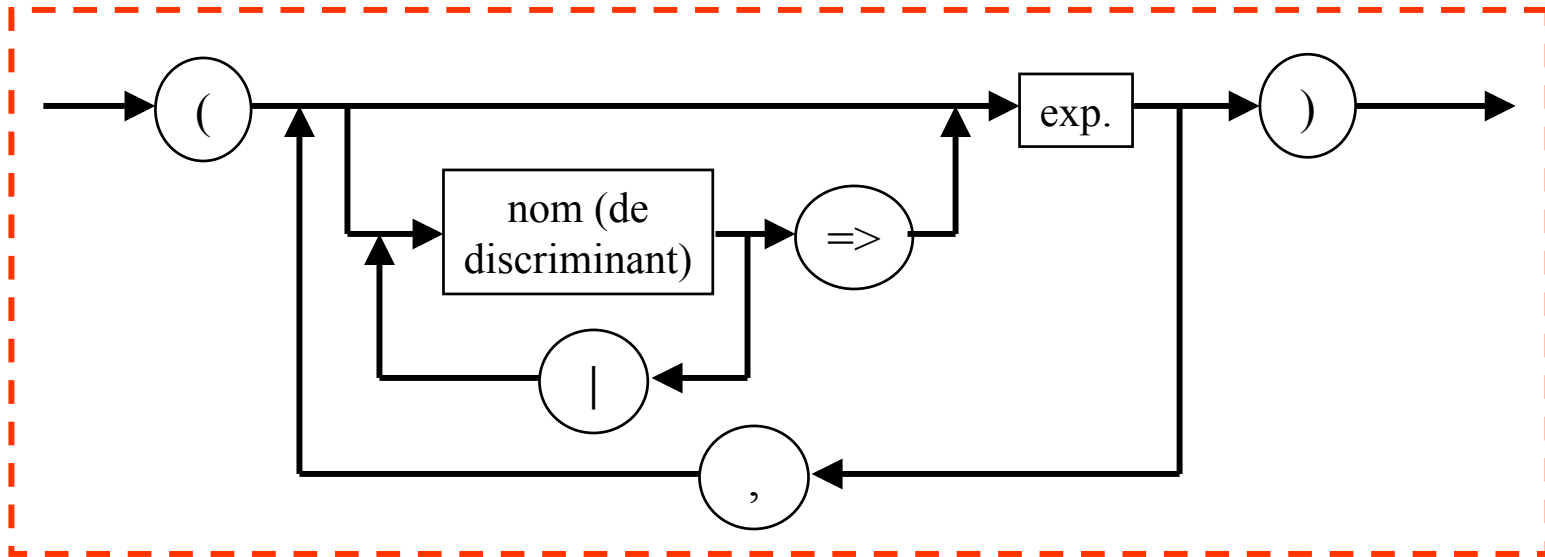 (
exp.
)
nom (de
discriminant)
=>
|
,